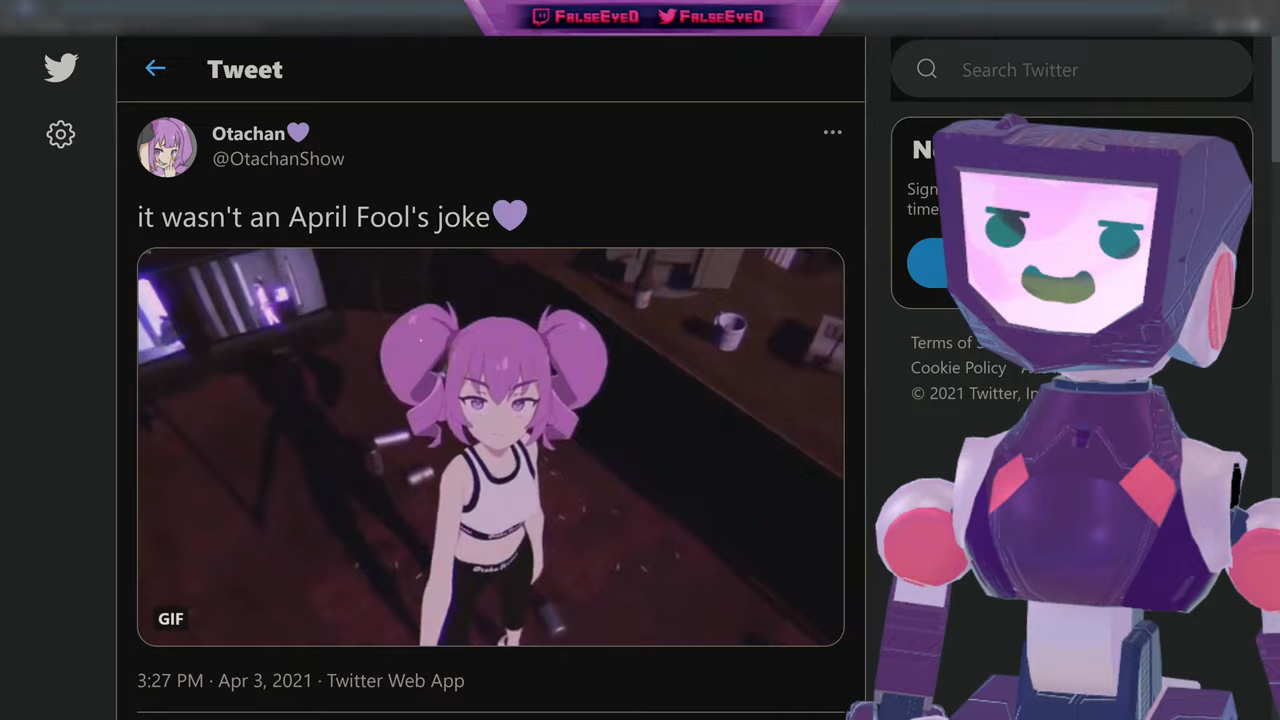 FalseEyeD FalseEyeD
Tweet
Search Twitter
Otachan💜
@OtachanShow
it wasn't an April Fool's joke💜
GIF
3:27 PM · Apr 3, 2021 · Twitter Web App
Terms of
Cookie Policy
© 2021 Twitter,